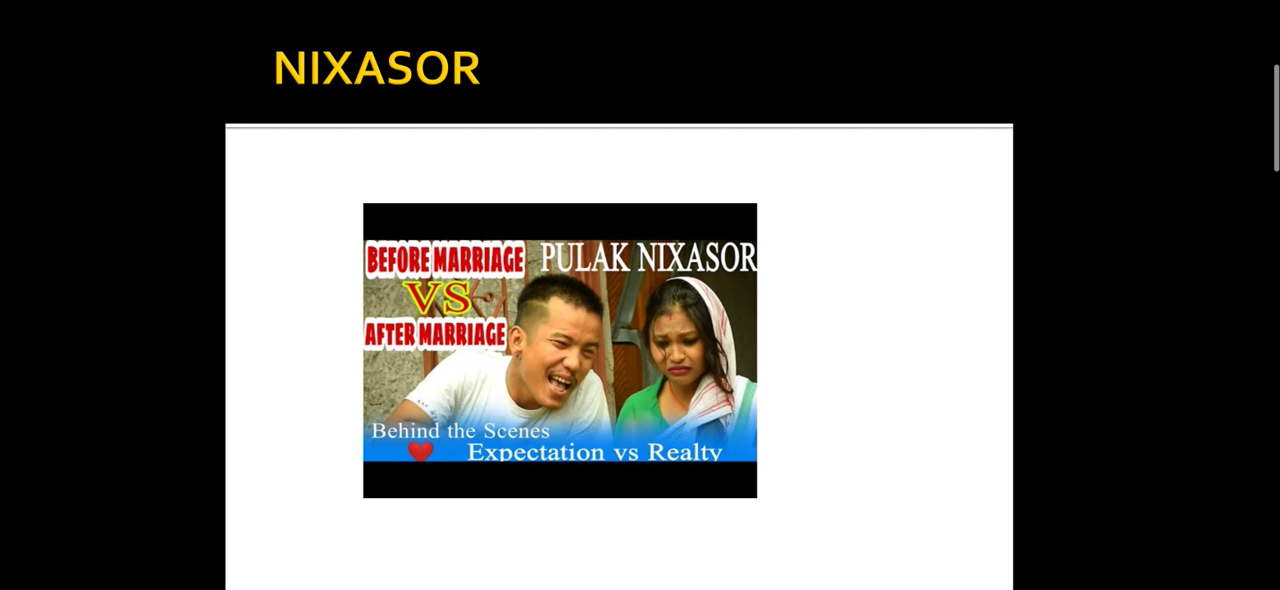 NIXASOR
BEFORE MARRIAGE
VS
AFTER MARRIAGE
PULAK NIXASOR
Behind the Scenes
Expectation vs Realty